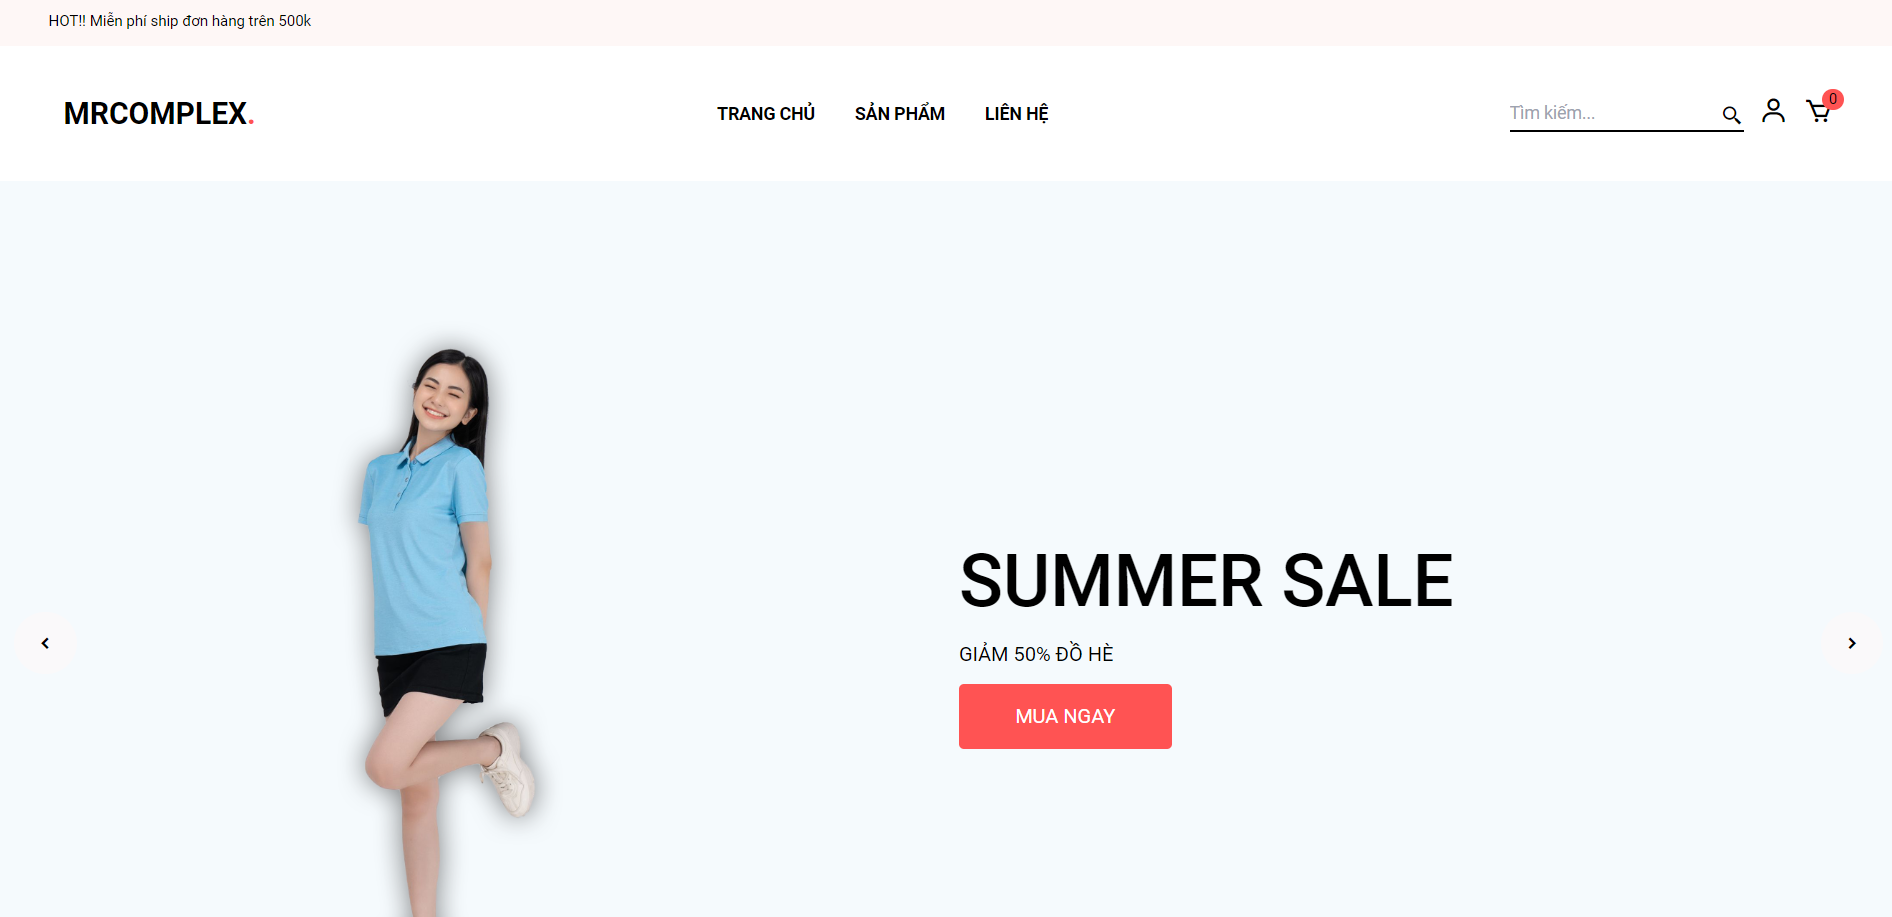 HOT!! Miễn phí ship đơn hàng trên 500k
MRCOMPLEX.
TRANG CHỦ
SẢN PHẨM
LIÊN HỆ
Tìm kiếm...
0
SUMMER SALE
GIẢM 50% ĐỒ HÈ
MUA NGAY